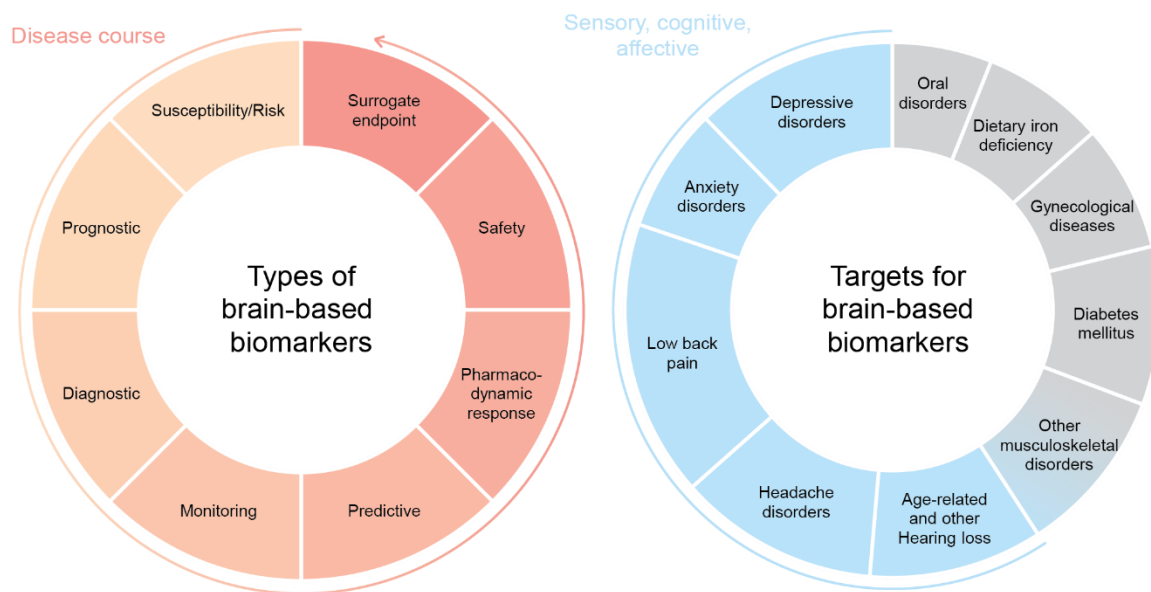 Disease course
Susceptibility/Risk
Surrogate
endpoint
Prognostic
Safety
Types of
brain-based
biomarkers
Diagnostic
Pharmaco-
dynamic
response
Monitoring
Predictive
Sensory, cognitive,
affective
Depressive
disorders
Oral
disorders
Dietary iron
deficiency
Anxiety
disorders
Gynecological
diseases
Targets for
brain-based
biomarkers
Low back
pain
Diabetes
mellitus
Other
musculoskeletal
disorders
Headache
disorders
Age-related
and other
Hearing loss